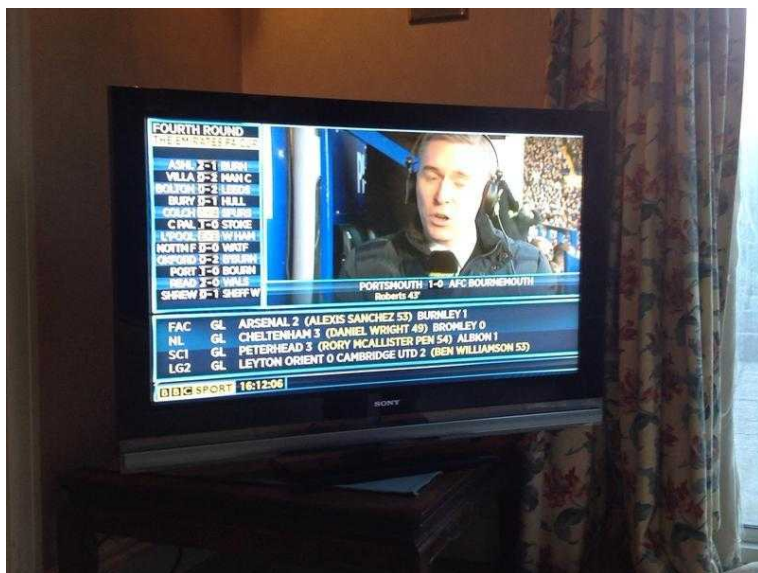 FOURTH ROUND
THE EMIRATES FA CUP
ASNL 2-1 BURN
VILLA 0-2 MAN C
BOLTON 0-2 LEEDS
BURY 0-1 HULL
COLCH SPURS
C PAL 1-0 STOKE
L'POOL W HAM
NOTTM F 0-0 WATF
OXFORD 0-2 B'BURN
PORT 1-0 BOURN
READ 2-0 WALS
SHREW 0-1 SHEFF W
PORTSMOUTH 1-0 AFC BOURNEMOUTH
Roberts 43'
FAC GL ARSENAL 2 (ALEXIS SANCHEZ 53) BURNLEY 1
NL GL CHELTENHAM 3 (DANIEL WRIGHT 49) BROMLEY 0
SC1 GL PETERHEAD 3 (RORY MCALLISTER PEN 54) ALBION 1
LG2 GL LEYTON ORIENT 0 CAMBRIDGE UTD 2 (BEN WILLIAMSON 53)
BBC SPORT 16:12:06
SONY